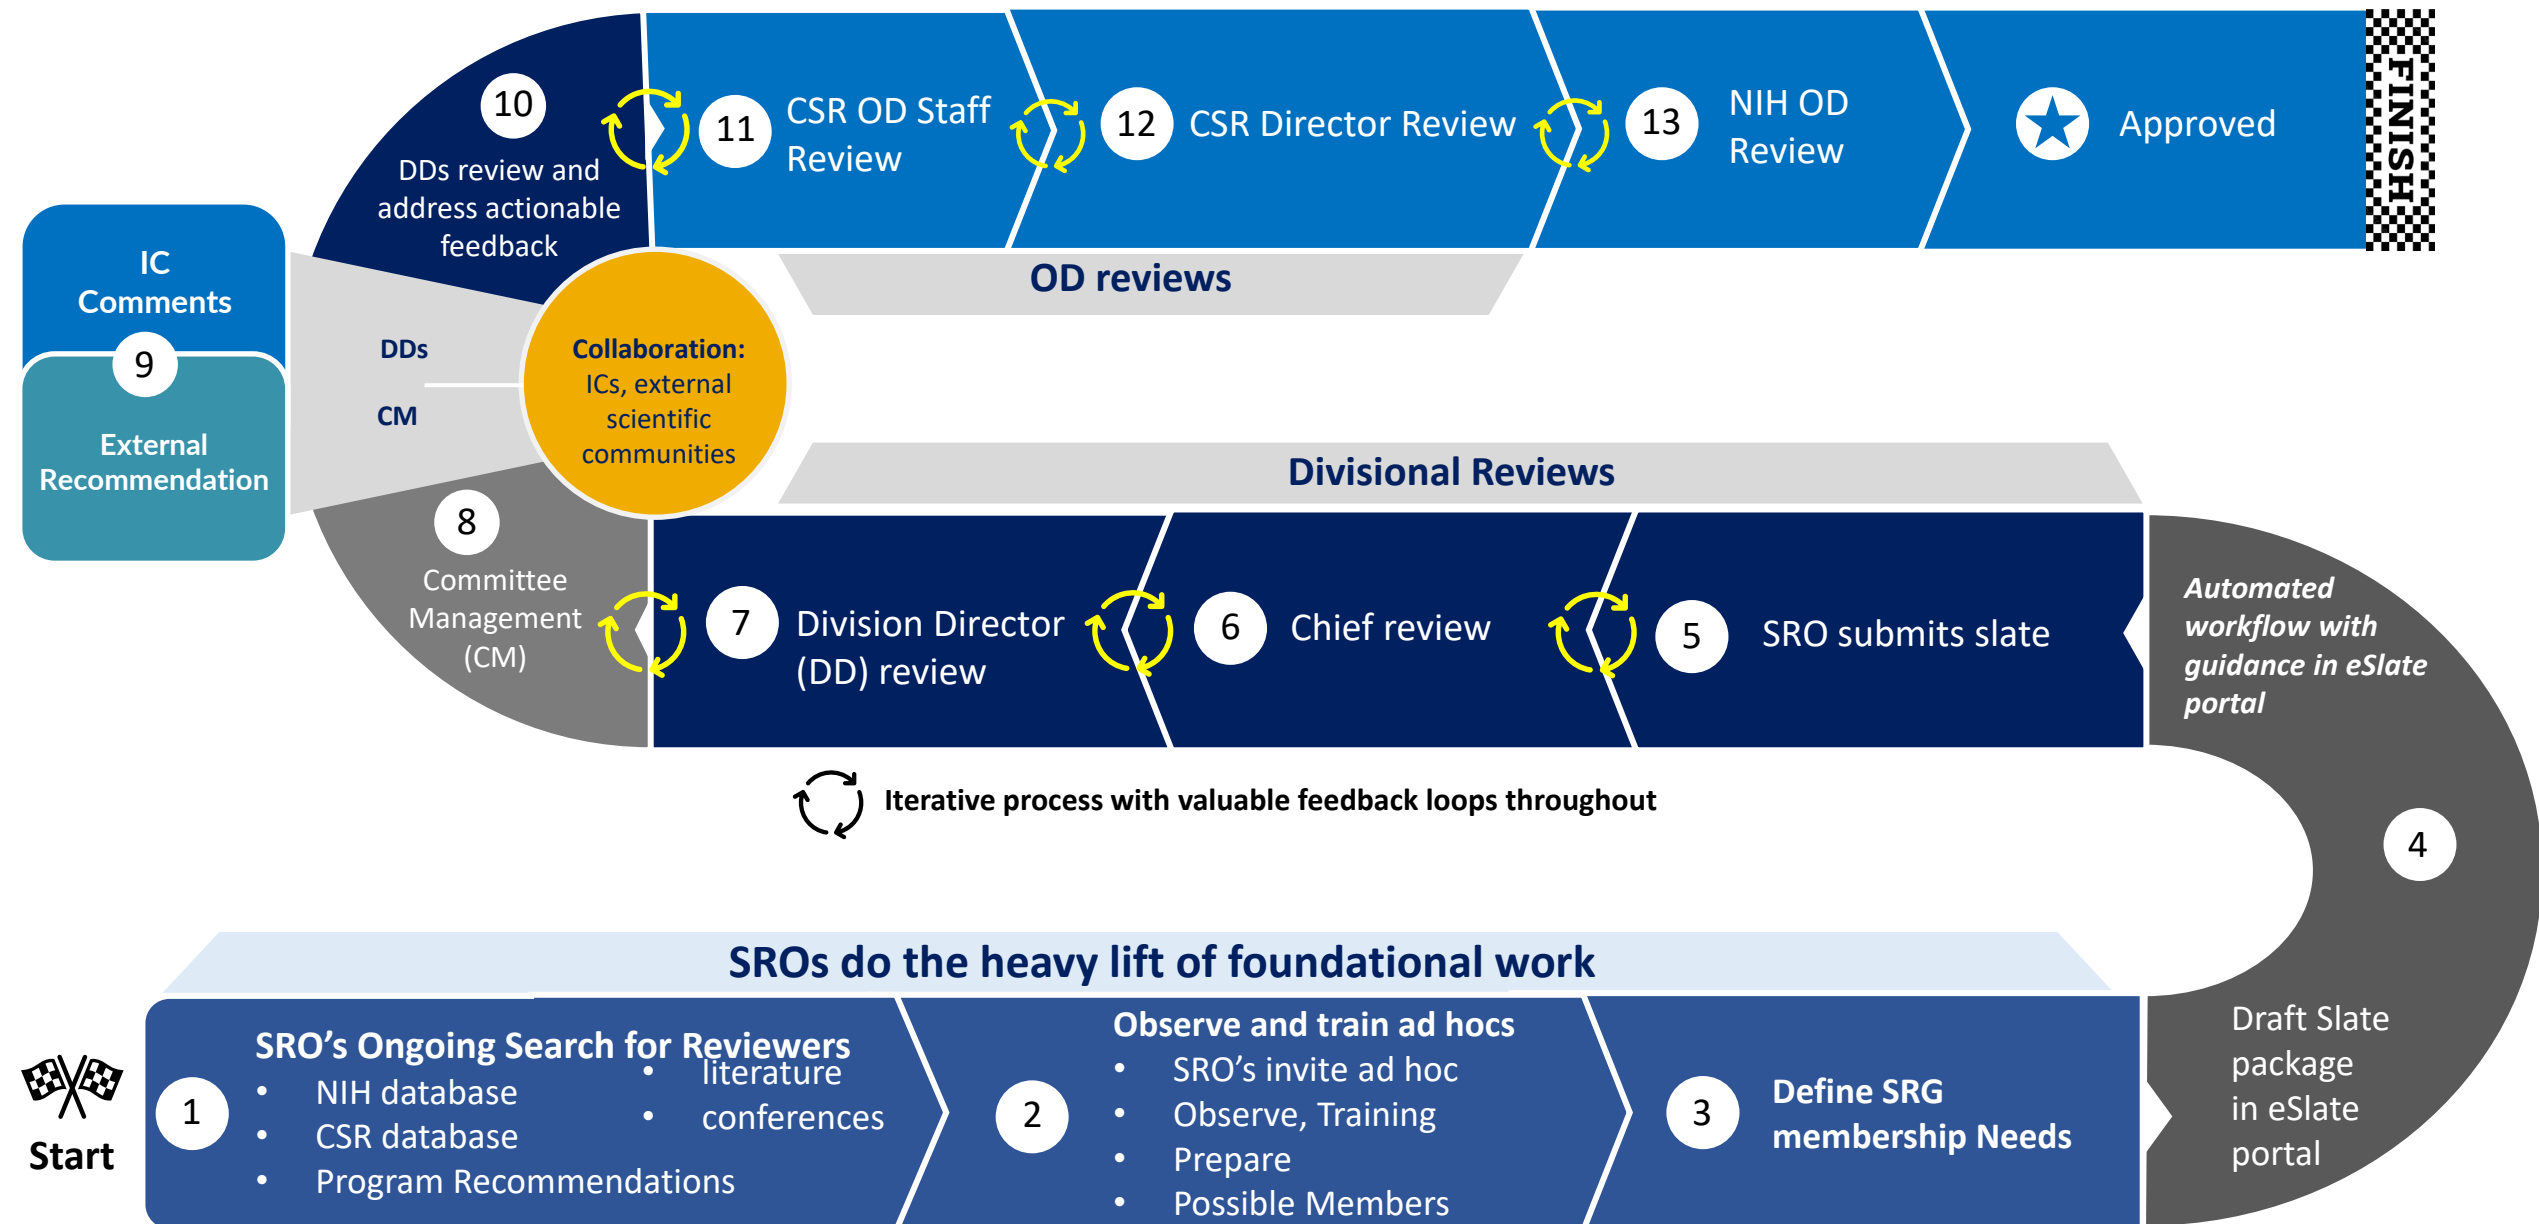 10
DDs review and
address actionable
feedback
11
CSR OD Staff
Review
12
CSR Director Review
13
NIH OD
Review
Approved
FINISH
OD reviews
IC
Comments
9
External
Recommendation
DDs
CM
Collaboration:
ICs, external
scientific
communities
Divisional Reviews
8
Committee
Management
(CM)
7
Division Director
(DD) review
6
Chief review
5
SRO submits slate
Automated
workflow with
guidance in eSlate
portal
Iterative process with valuable feedback loops throughout
4
Draft Slate
package
in eSlate
portal
SROs do the heavy lift of foundational work
Start
1
SRO's Ongoing Search for Reviewers
• NIH database
• CSR database
• Program Recommendations
• literature
• conferences
2
Observe and train ad hocs
• SRO's invite ad hoc
• Observe, Training
• Prepare
• Possible Members
3
Define SRG
membership Needs